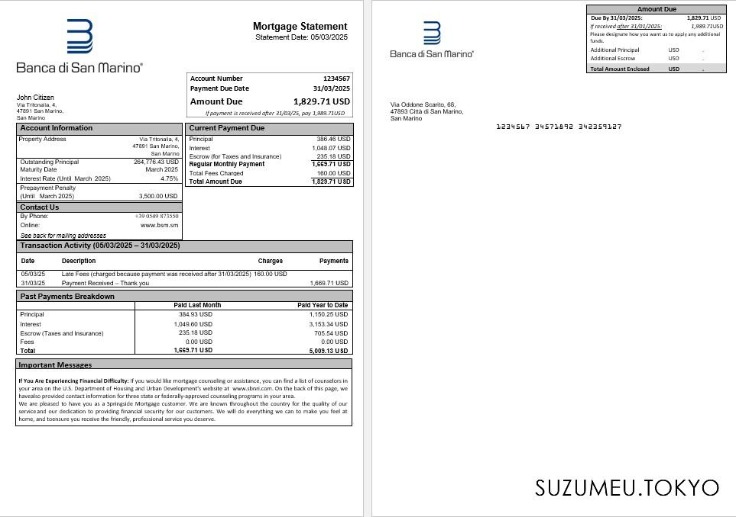 Banca di San Marino
Mortgage Statement
Statement Date: 05/03/2025
Account Number 1234567
Payment Due Date 31/03/2025
Amount Due 1,829.71 USD
If payment is received after 31/03/25, pay 1,989.71USD
John Citizen
Via Tritonalia, 4,
47891 San Marino,
San Marino
Account Information
Property Address Via Tritonalia, 4,
47891 San Marino,
San Marino
Outstanding Principal 264,776.43 USD
Maturity Date March 2025
Interest Rate (Until March 2025) 4.75%
Prepayment Penalty
(Until March 2025) 3,500.00 USD
Contact Us
By Phone: +39 0549 873550
Online: www.bsm.sm
See back for mailing addresses
Current Payment Due
Principal 386.46 USD
Interest 1,048.07 USD
Escrow (for Taxes and Insurance) 235.18 USD
Regular Monthly Payment 1,669.71 USD
Total Fees Charged 160.00 USD
Total Amount Due 1,829.71 USD
Transaction Activity (05/03/2025 – 31/03/2025)
Date Description Charges Payments
05/03/25 Late Fees (charged because payment was received after 31/03/2025) 160.00 USD
31/03/25 Payment Received – Thank you 1,669.71 USD
Past Payments Breakdown
Paid Last Month Paid Year to Date
Principal 384.93 USD 1,150.25 USD
Interest 1,049.60 USD 3,153.34 USD
Escrow (Taxes and Insurance) 235.18 USD 705.54 USD
Fees 0.00 USD 0.00 USD
Total 1,669.71 USD 5,009.13 USD
Important Messages
If You Are Experiencing Financial Difficulty: if you would like mortgage counseling or assistance, you can find a list of counselors in
your area on the U.S. Department of Housing and Urban Development's website at www.sbnm.com. On the back of this page, we
havealso provided contact information for three state or federally-approved counseling programs in your area.
We are pleased to have you as a Springside Mortgage customer. We are known throughout the country for the quality of our
serviceand our dedication to providing financial security for our customers. We will do everything we can to make you feel at
home, and toensure you receive the friendly, professional service you deserve.
Banca di San Marino
Amount Due
Due By 31/03/2025: 1,829.71 USD
If received after 31/01/2025: 1,989.71USD
Please designate how you want us to apply any additional
funds.
Additional Principal USD .
Additional Escrow USD .
Total Amount Enclosed USD .
Via Oddone Scarito, 68,
47893 Città di San Marino,
San Marino
1234567 34571892 342359127
SUZUMEU.TOKYO